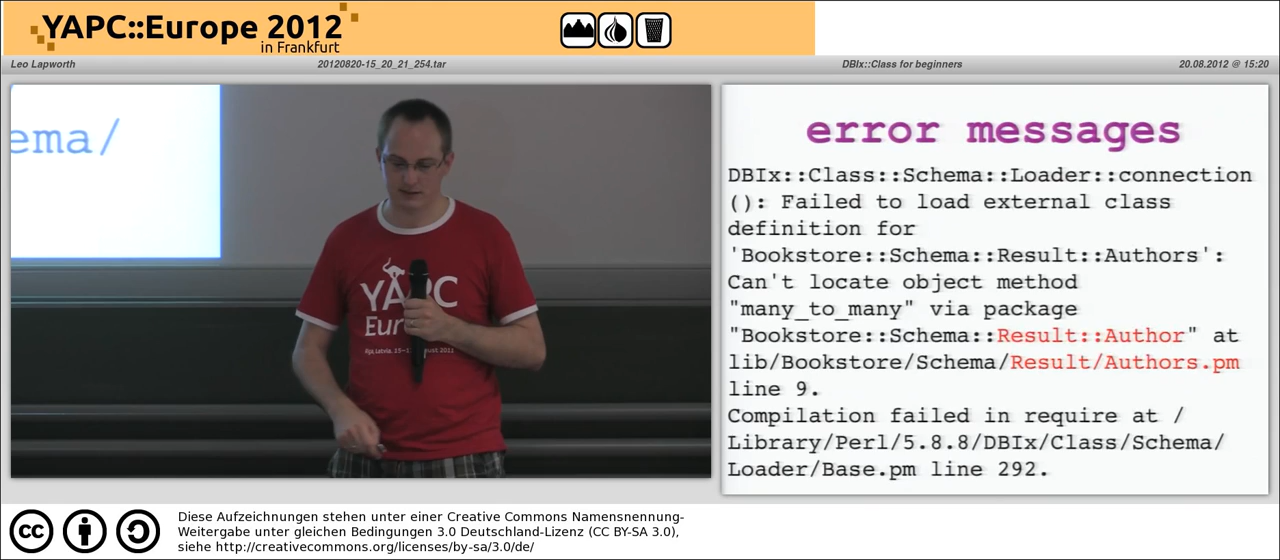 YAPC::Europe 2012
in Frankfurt
Leo Lapworth 20120820-15_20_21_254.tar DBIx::Class for beginners 20.08.2012 @ 15:20
ema/
YAPC
Eur
error messages
DBIx::Class::Schema::Loader::connection
(): Failed to load external class
definition for
'Bookstore::Schema::Result::Authors':
Can't locate object method
"many_to_many" via package
"Bookstore::Schema::Result::Author" at
lib/Bookstore/Schema/Result/Authors.pm
line 9.
Compilation failed in require at /
Library/Perl/5.8.8/DBIx/Class/Schema/
Loader/Base.pm line 292.
cc
Diese Aufzeichnungen stehen unter einer Creative Commons Namensnennung-
Weitergabe unter gleichen Bedingungen 3.0 Deutschland-Lizenz (CC BY-SA 3.0),
siehe http://creativecommons.org/licenses/by-sa/3.0/de/